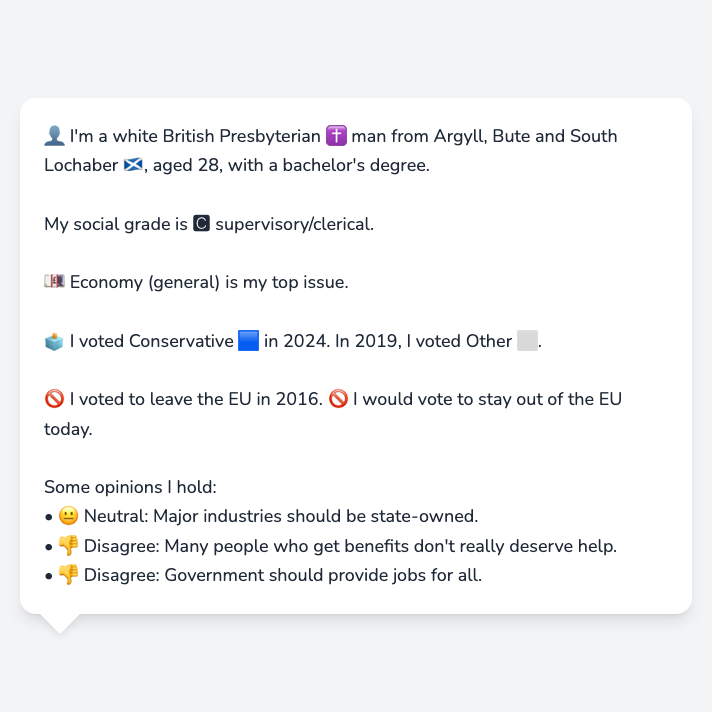 👤 I'm a white British Presbyterian ✝️ man from Argyll, Bute and South
Lochaber 🏴󠁧󠁢󠁳󠁣󠁴󠁿, aged 28, with a bachelor's degree.
My social grade is 🅲 supervisory/clerical.
💷 Economy (general) is my top issue.
🗳️ I voted Conservative 🟦 in 2024. In 2019, I voted Other ⬜.
🚫 I voted to leave the EU in 2016. 🚫 I would vote to stay out of the EU
today.
Some opinions I hold:
• 😐 Neutral: Major industries should be state-owned.
• 👎 Disagree: Many people who get benefits don't really deserve help.
• 👎 Disagree: Government should provide jobs for all.